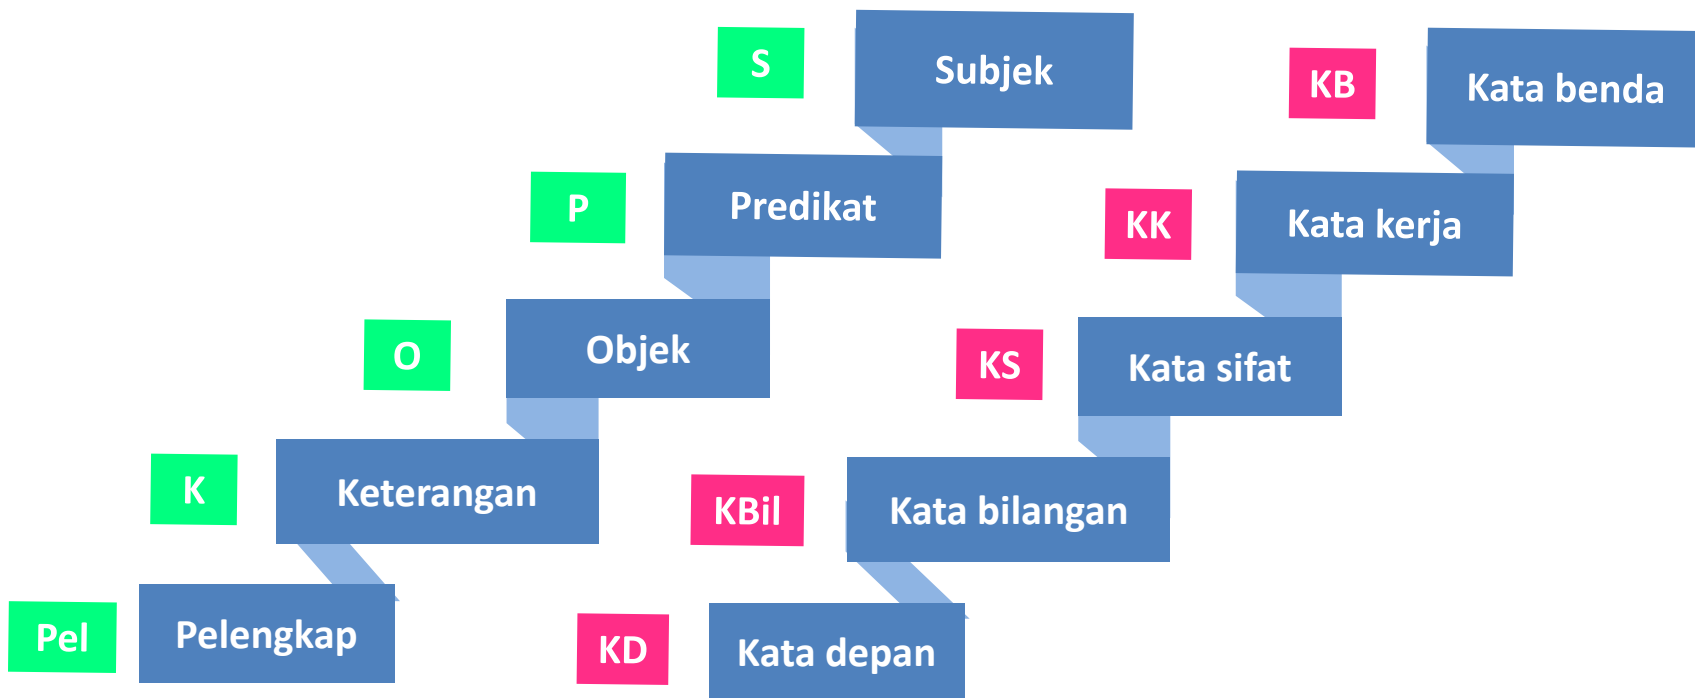 S
Subjek
P
Predikat
O
Objek
K
Keterangan
Pel
Pelengkap
KB
Kata benda
KK
Kata kerja
KS
Kata sifat
KBil
Kata bilangan
KD
Kata depan